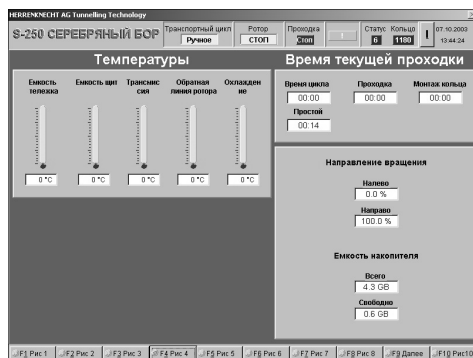 HERRENKNECHT AG Tunnelling Technology
S-250 СЕРЕБРЯНЫЙ БОР
Транспортный цикл
Ручное
Ротор
СТОП
Проходка
Стоп
1
Статус
6
Кольцо
1180
07.10.2003
13:44:24
Температуры
Емкость тележка
Емкость щит
Трансмис сия
Обратная линия ротора
Охлажден ие
0 °C
0 °C
0 °C
0 °C
0 °C
Время текущей проходки
Время цикла
Проходка
Монтаж кольца
00:00
00:00
00:00
Простой
00:14
Направление вращения
Налево
0.0 %
Направо
100.0 %
Емкость накопителя
Всего
4.3 GB
Свободно
0.6 GB
F1 Рис 1
F2 Рис 2
F3 Рис 3
F4 Рис 4
F5 Рис 5
F6 Рис 6
F7 Рис 7
F8 Рис 8
F9 Далее
F10 Рис10